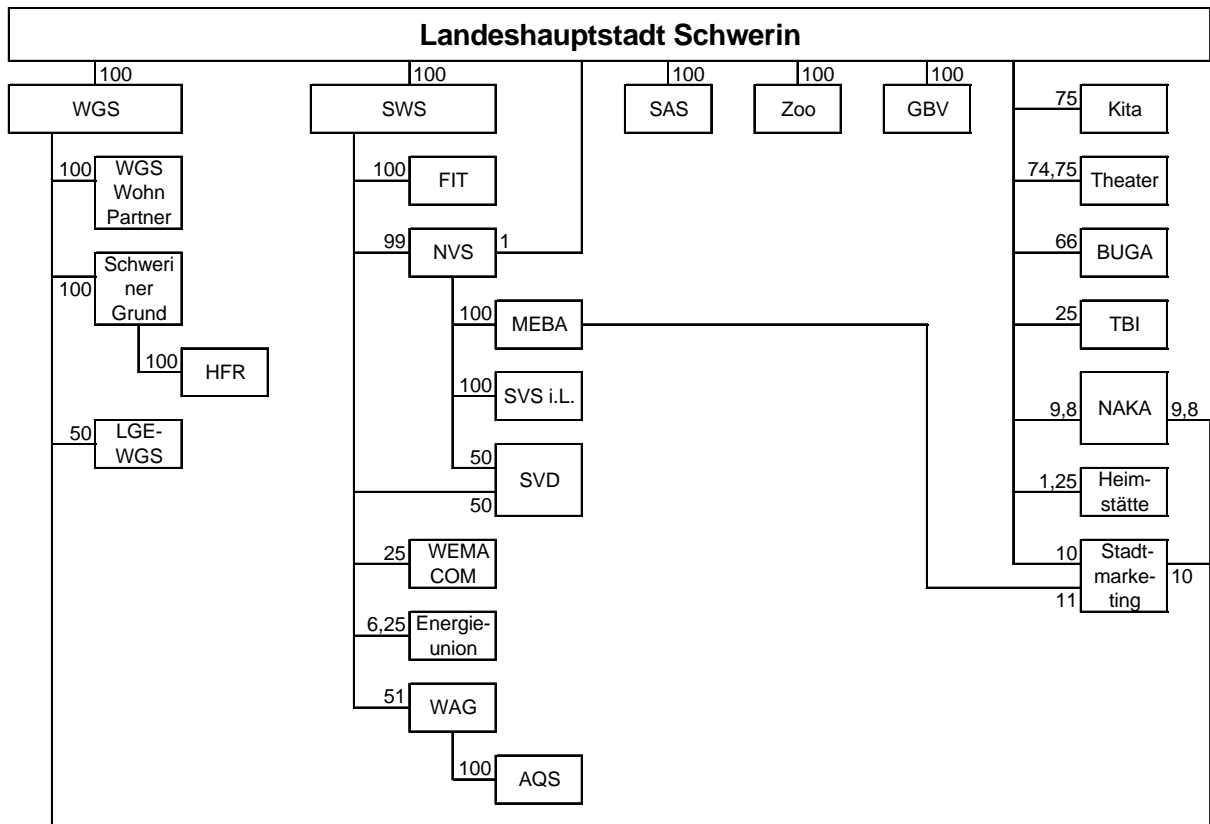 Landeshauptstadt Schwerin
100
100
100
100
100
WGS
SWS
SAS
Zoo
GBV
75
Kita
100
WGS
Wohn
Partner
100
FIT
74,75
Theater
100
Schweri
ner
Grund
99
NVS
1
66
BUGA
100
MEBA
25
TBI
100
HFR
100
SVS i.L.
9,8
NAKA
9,8
50
LGE-
WGS
50
SVD
50
1,25
Heim-
stätte
25
WEMA
COM
10
Stadt-
marke-
ting
10
11
6,25
Energie-
union
51
WAG
100
AQS